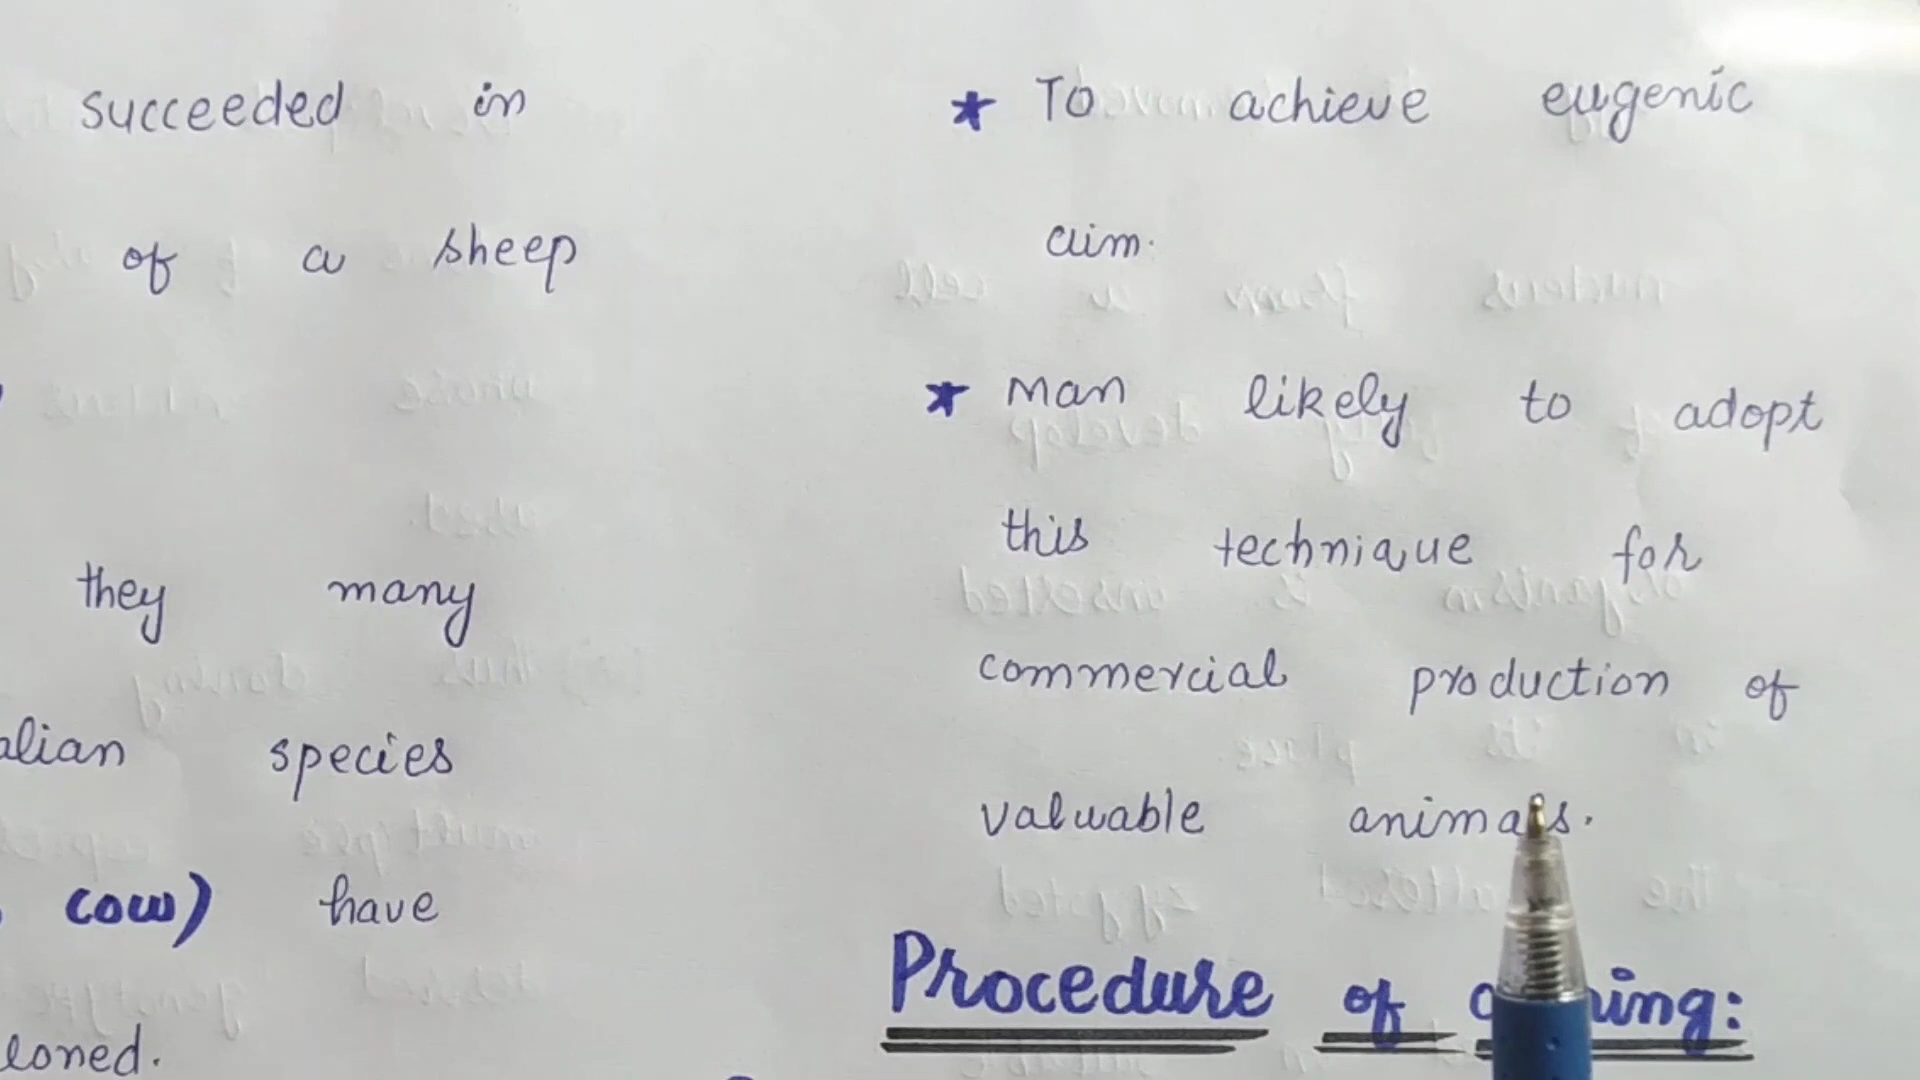 succeeded in
of a sheep
they many
alian species
cow) have
loned.
* To achieve eugenic
aim.
* Man likely to adopt
this technique for
commercial production of
valuable animals.
Procedure of